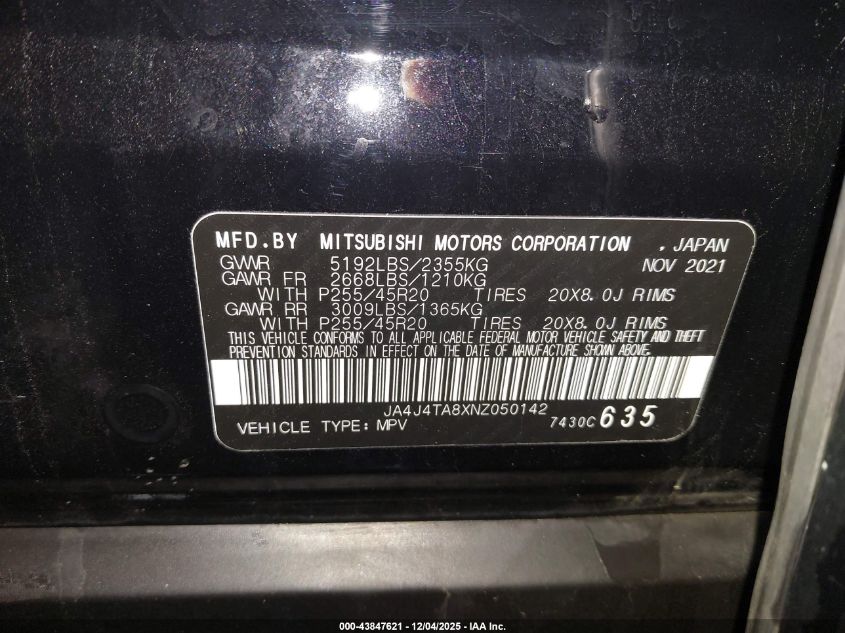 MFD.BY MITSUBISHI MOTORS CORPORATION , JAPAN
GVWR 5192LBS/2355KG NOV 2021
GAWR FR 2668LBS/1210KG
WITH P255/45R20 TIRES 20X8.0J RIMS
GAWR RR 3009LBS/1365KG
WITH P255/45R20 TIRES 20X8.0J RIMS
THIS VEHICLE CONFORMS TO ALL APPLICABLE FEDERAL MOTOR VEHICLE SAFETY AND THEFT
PREVENTION STANDARDS IN EFFECT ON THE DATE OF MANUFACTURE SHOWN ABOVE.
JA4J4TA8XNZ050142
VEHICLE TYPE: MPV 7430C 635
000-43847621 - 12/04/2025 - IAA Inc.